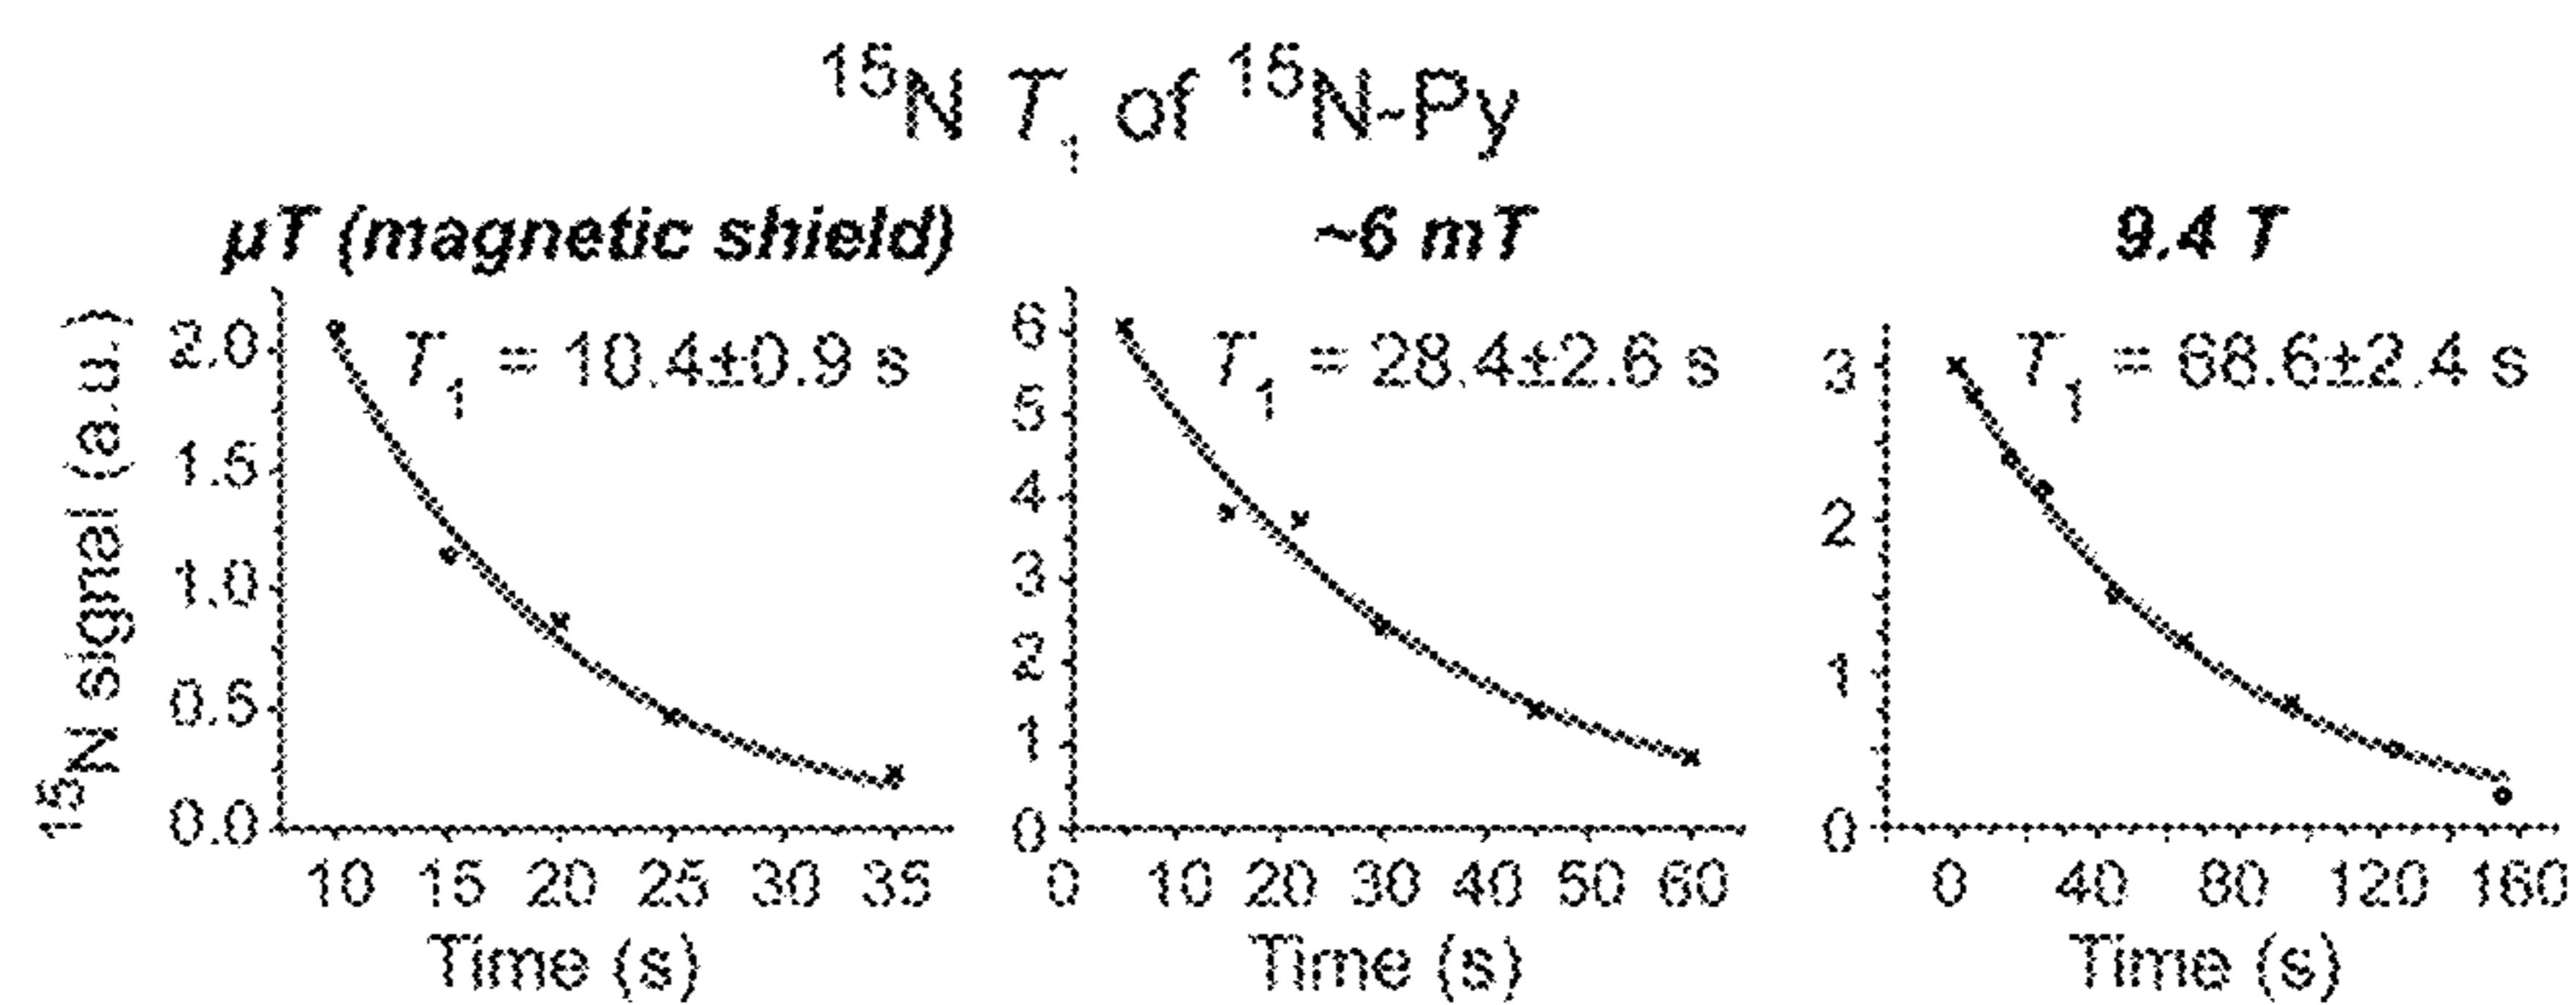 ¹⁵N T₁ of ¹⁵N-Py
μT (magnetic shield)
~6 mT
9.4 T
¹⁵N signal (a.u.)
T₁ = 10.4±0.9 s
2.0
1.5
1.0
0.5
0.0
10 15 20 25 30 35
Time (s)
T₁ = 28.4±2.6 s
6
5
4
3
2
1
0
0 10 20 30 40 50 60
Time (s)
T₁ = 68.6±2.4 s
3
2
1
0
0 40 80 120 160
Time (s)